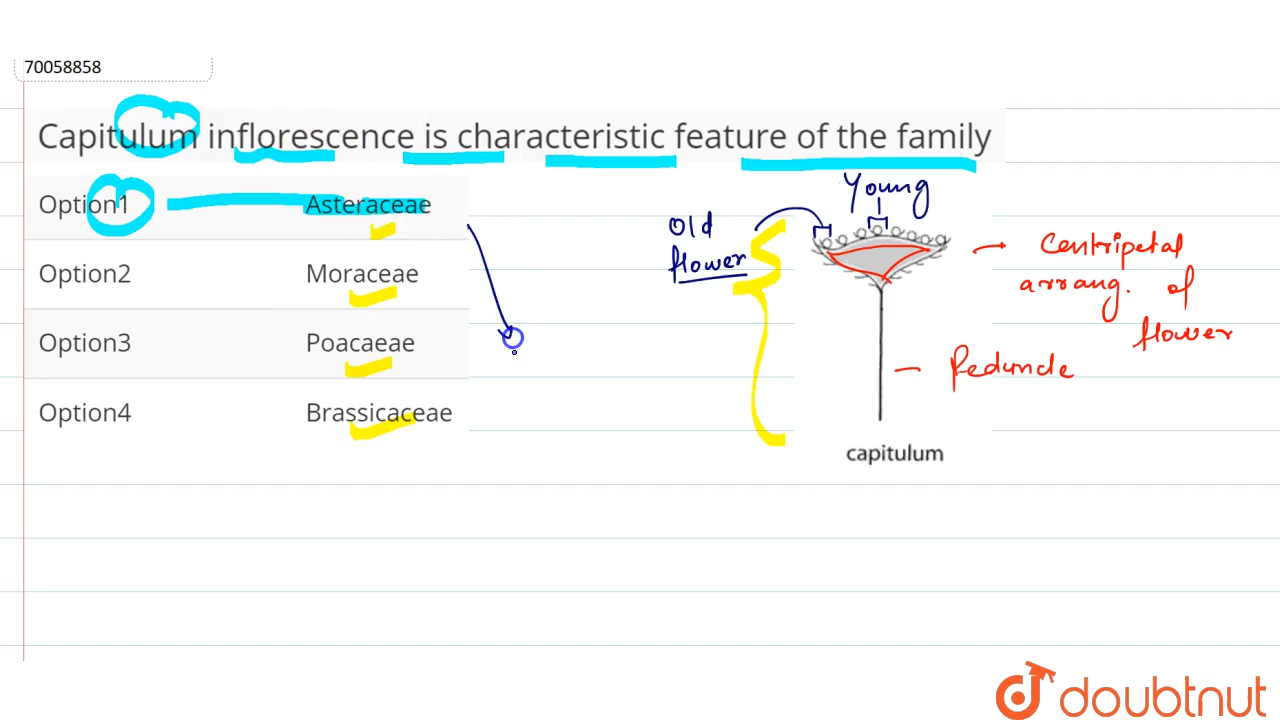 70058858
Capitulum inflorescence is characteristic feature of the family
Option1 Asteraceae
Option2 Moraceae
Option3 Poacaeae
Option4 Brassicaceae
Old
flower
Young
Centripetal
arrang. of
flower
Peduncle
capitulum
doubtnut